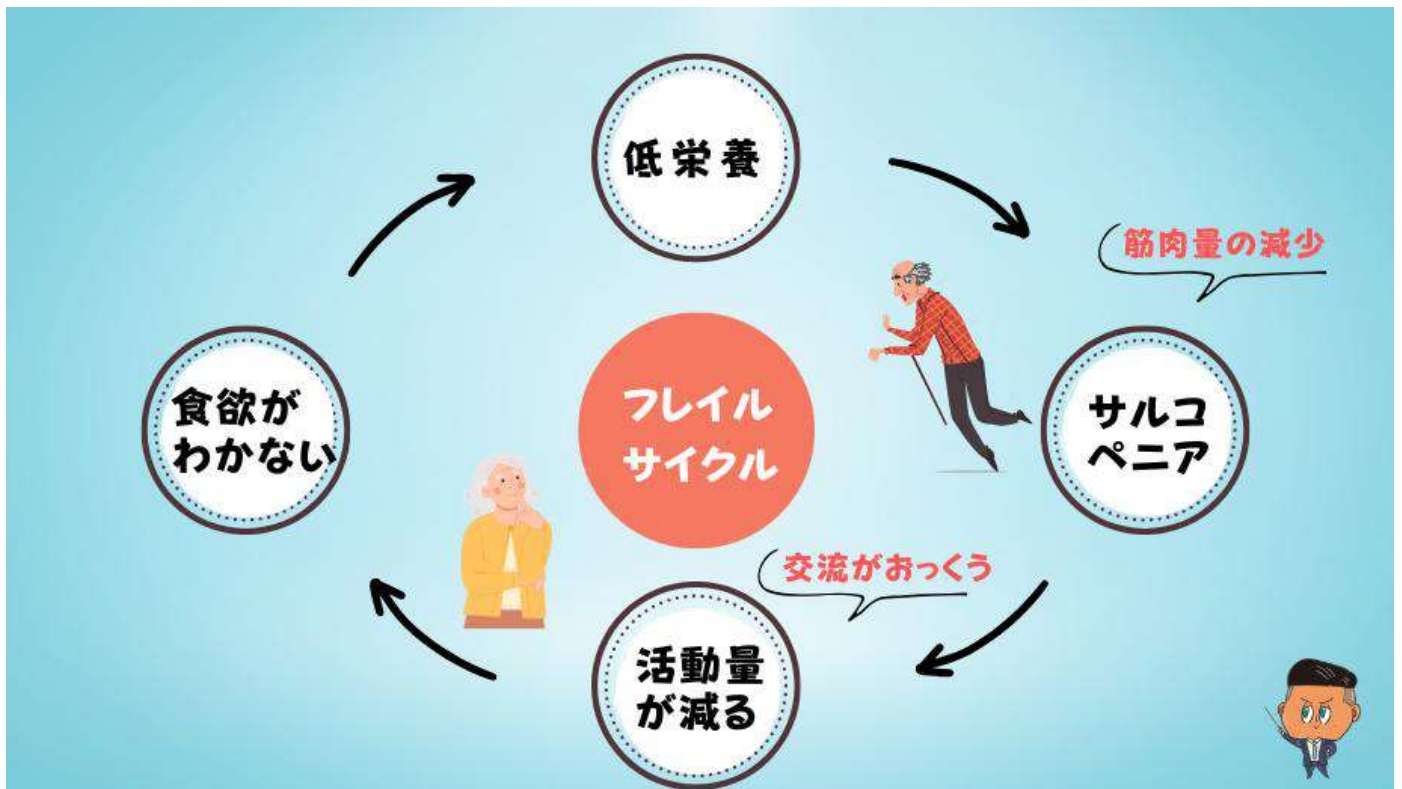 低栄養
筋肉量の減少
サルコ
ペニア
フレイル
サイクル
食欲が
わかない
交流がおっくう
活動量
が減る